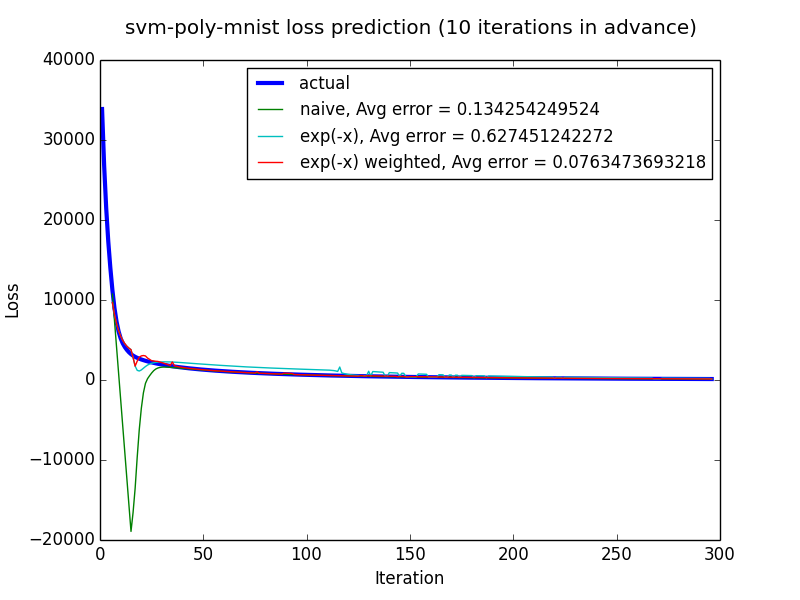 svm-poly-mnist loss prediction (10 iterations in advance)
actual
naive, Avg error = 0.134254249524
exp(-x), Avg error = 0.627451242272
exp(-x) weighted, Avg error = 0.0763473693218
40000
30000
20000
10000
0
−10000
−20000
Loss
0 50 100 150 200 250 300
Iteration